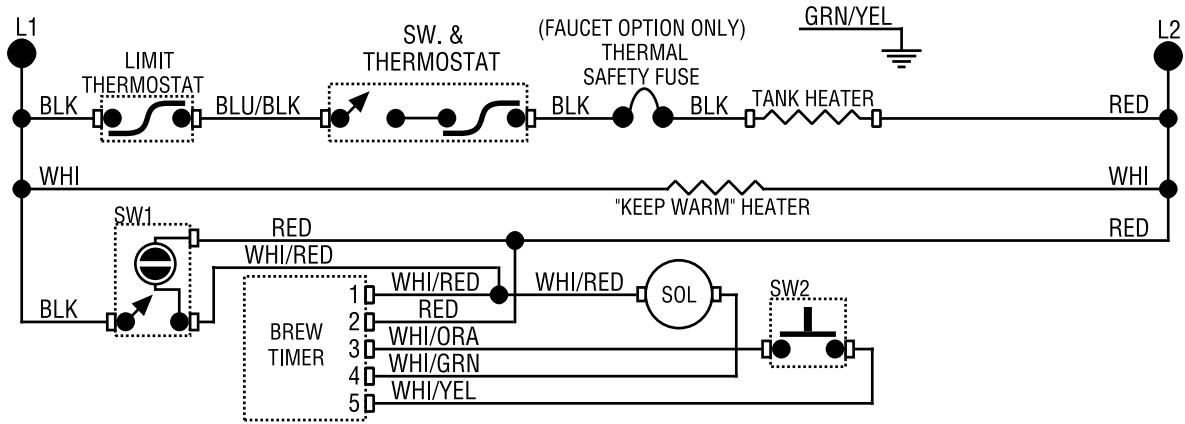 L1
L2
GRN/YEL
LIMIT
THERMOSTAT
SW. &
THERMOSTAT
(FAUCET OPTION ONLY)
THERMAL
SAFETY FUSE
BLK
BLU/BLK
BLK
BLK
TANK HEATER
RED
WHI
"KEEP WARM" HEATER
WHI
SW1
RED
RED
WHI/RED
BLK
BREW
TIMER
1
WHI/RED
WHI/RED
SOL
SW2
2
RED
3
WHI/ORA
4
WHI/GRN
5
WHI/YEL